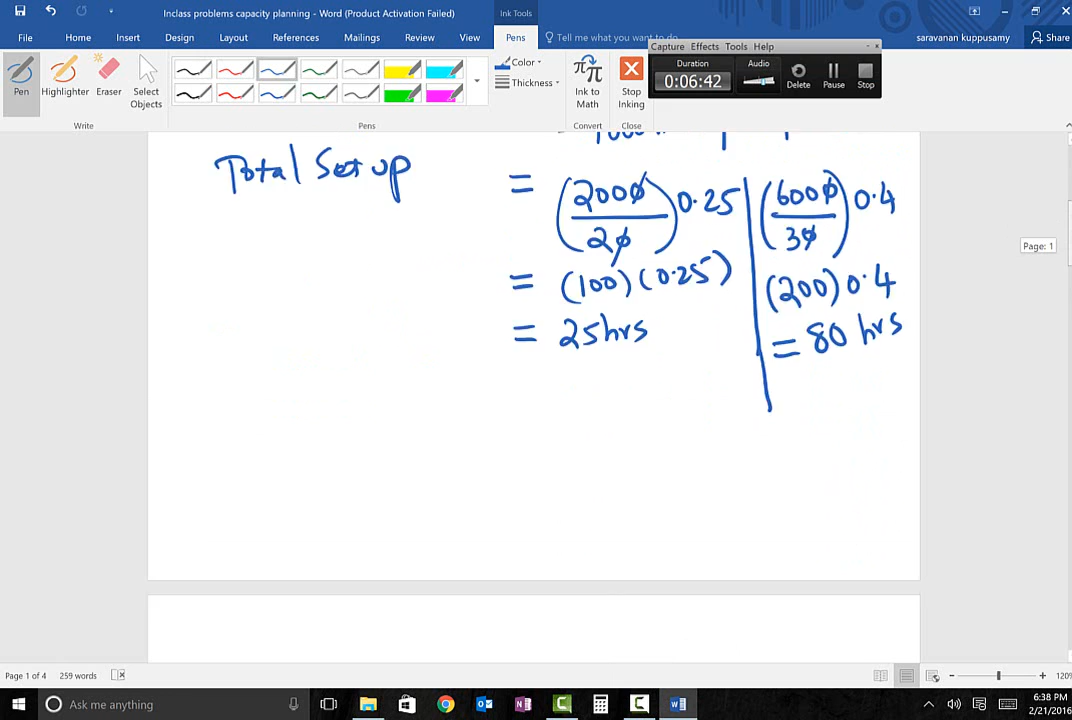 Inclass problems capacity planning - Word (Product Activation Failed)
Ink Tools
File Home Insert Design Layout References Mailings Review View Pens Tell me what you want to do... saravanan kuppusamy Share
Capture Effects Tools Help
Duration Audio
0:06:42 Delete Pause Stop
Pen Highlighter Eraser Select Objects
Color
Thickness
Ink to Math
Stop Inking
Write Pens Convert Close
Total Set up
= (2000/20) 0.25 (6000/30) 0.4
= (100) (0.25) (200) 0.4
= 25 hrs = 80 hrs
Page: 1
Page 1 of 4 259 words 120%
Ask me anything
6:38 PM
2/21/2016